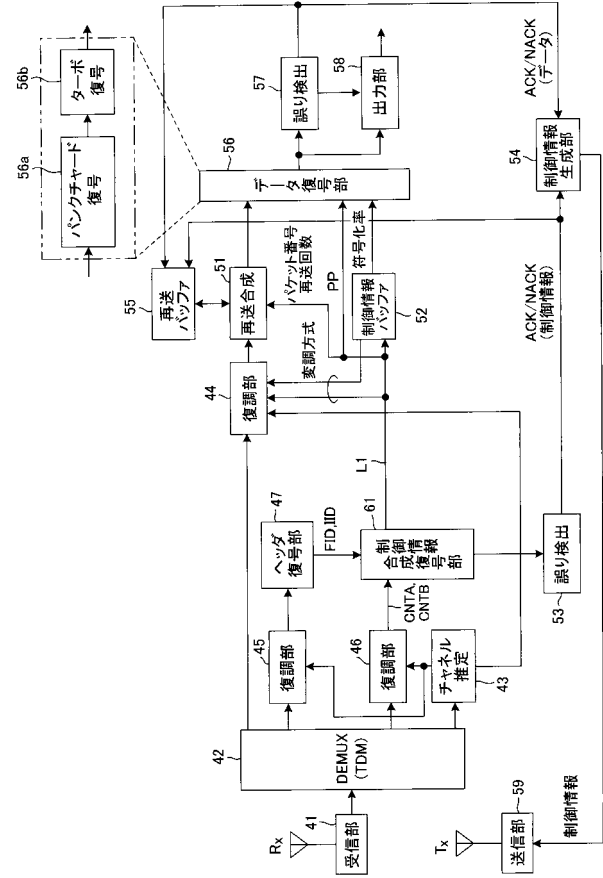 Rx
41
受信部
42
DEMUX
(TDM)
45
復調部
46
復調部
チャネル
推定
43
47
ヘッダ
復号部
FID,IID
CNTA,
CNTB
61
制御情報
合成復号部
L1
53
誤り検出
44
復調部
変調方式
55
再送
バッファ
51
再送合成
パケット番号
再送回数
PP
制御情報
バッファ
52
符号化率
56
データ復号部
56a
パンクチャード
復号
56b
ターボ
復号
57
誤り検出
58
出力部
ACK/NACK
(データ)
54
制御情報
生成部
ACK/NACK
(制御情報)
Tx
59
送信部
制御情報